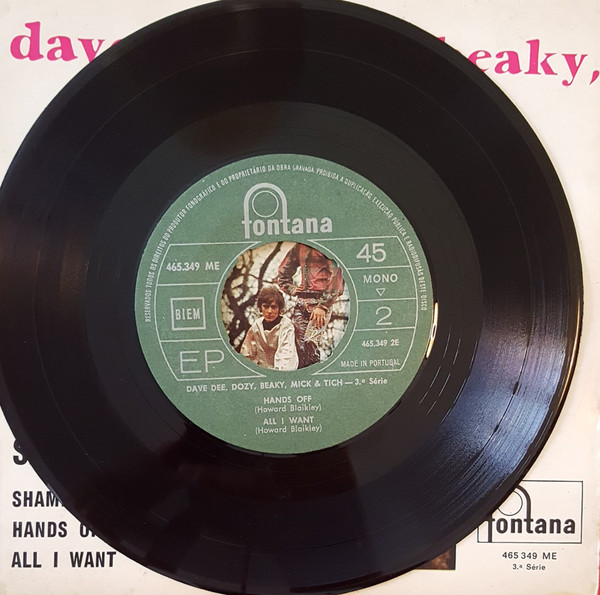 dav
eaky,
RESERVADOS TODOS OS DIREITOS DO PRODUTOR FONOGRÁFICO E DO PROPRIETÁRIO DA OBRA GRAVADA. PROIBIDA A DUPLICAÇÃO, EXECUÇÃO PÚBLICA E RADIODIFUSÃO DESTE DISCO
fontana
465.349 ME
45
MONO
BIEM
2
465,349 2E
EP
MADE IN PORTUGAL
DAVE DEE, DOZY, BEAKY, MICK & TICH — 3.ª Série
HANDS OFF
(Howard Blaikley)
ALL I WANT
(Howard Blaikley)
S
SHAM
HANDS O
ALL I WANT
fontana
465 349 ME
3.ª Série